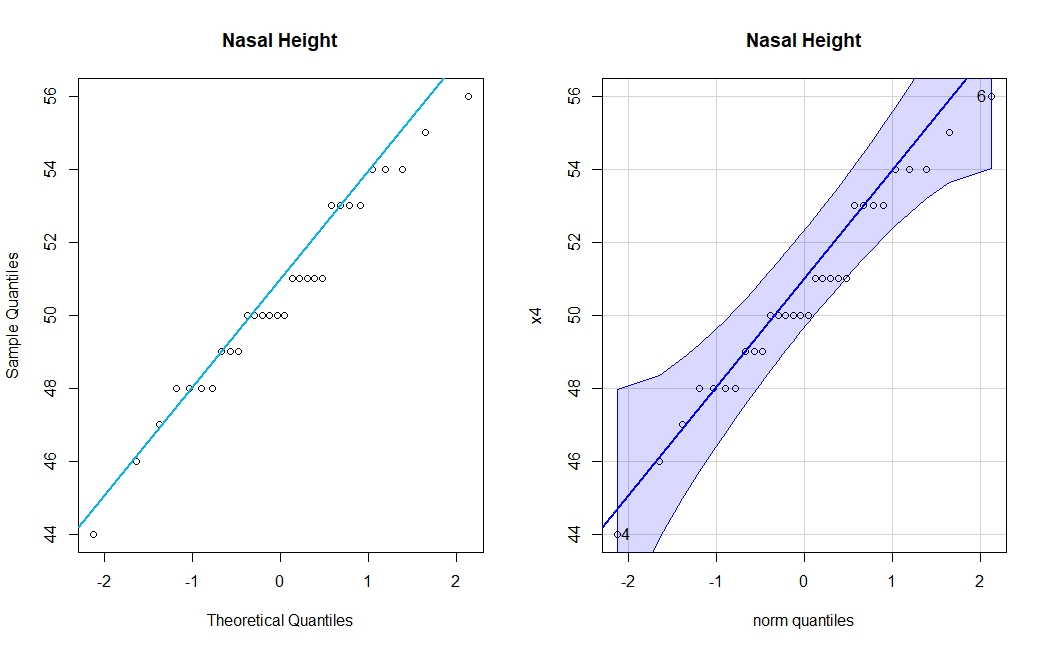 Nasal Height
Sample Quantiles
56
54
52
50
48
46
44
-2 -1 0 1 2
Theoretical Quantiles
Nasal Height
x4
56
54
52
50
48
46
44
6
4
-2 -1 0 1 2
norm quantiles